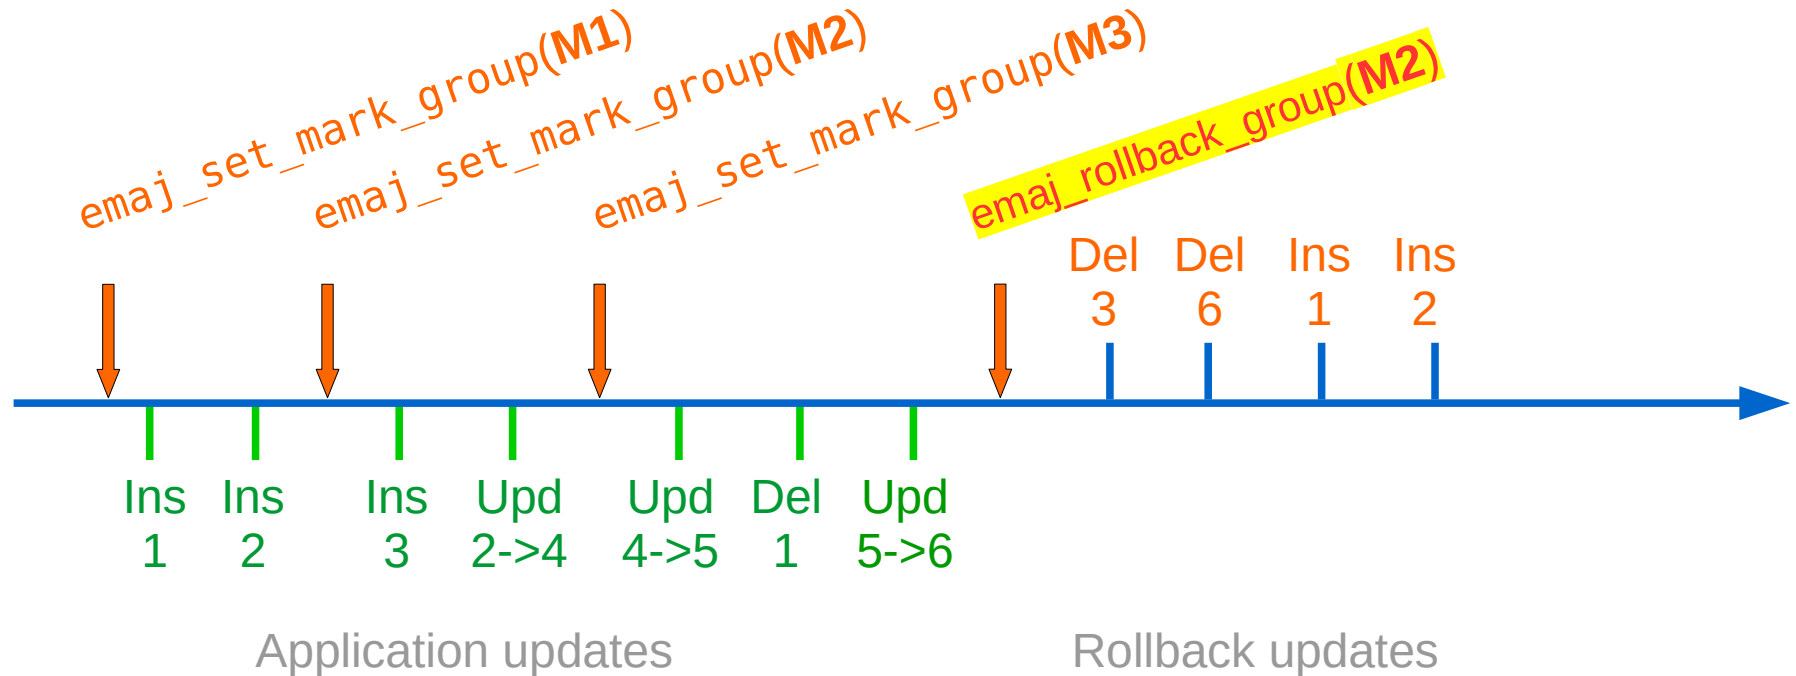 emaj_set_mark_group(M1)
emaj_set_mark_group(M2)
emaj_set_mark_group(M3)
emaj_rollback_group(M2)
Del Del Ins Ins
3 6 1 2
Ins Ins Ins Upd Upd Del Upd
1 2 3 2->4 4->5 1 5->6
Application updates Rollback updates